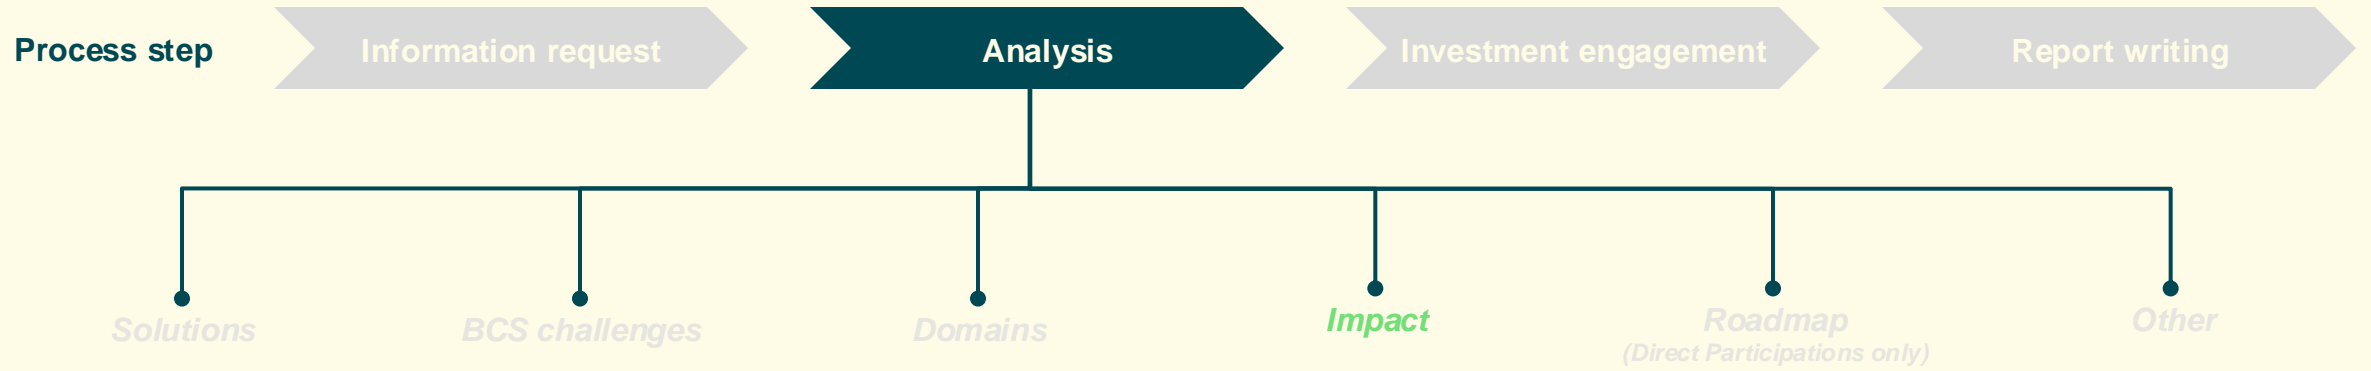 Process step
Information request
Analysis
Investment engagement
Report writing
Solutions
BCS challenges
Domains
Impact
Roadmap
(Direct Participations only)
Other